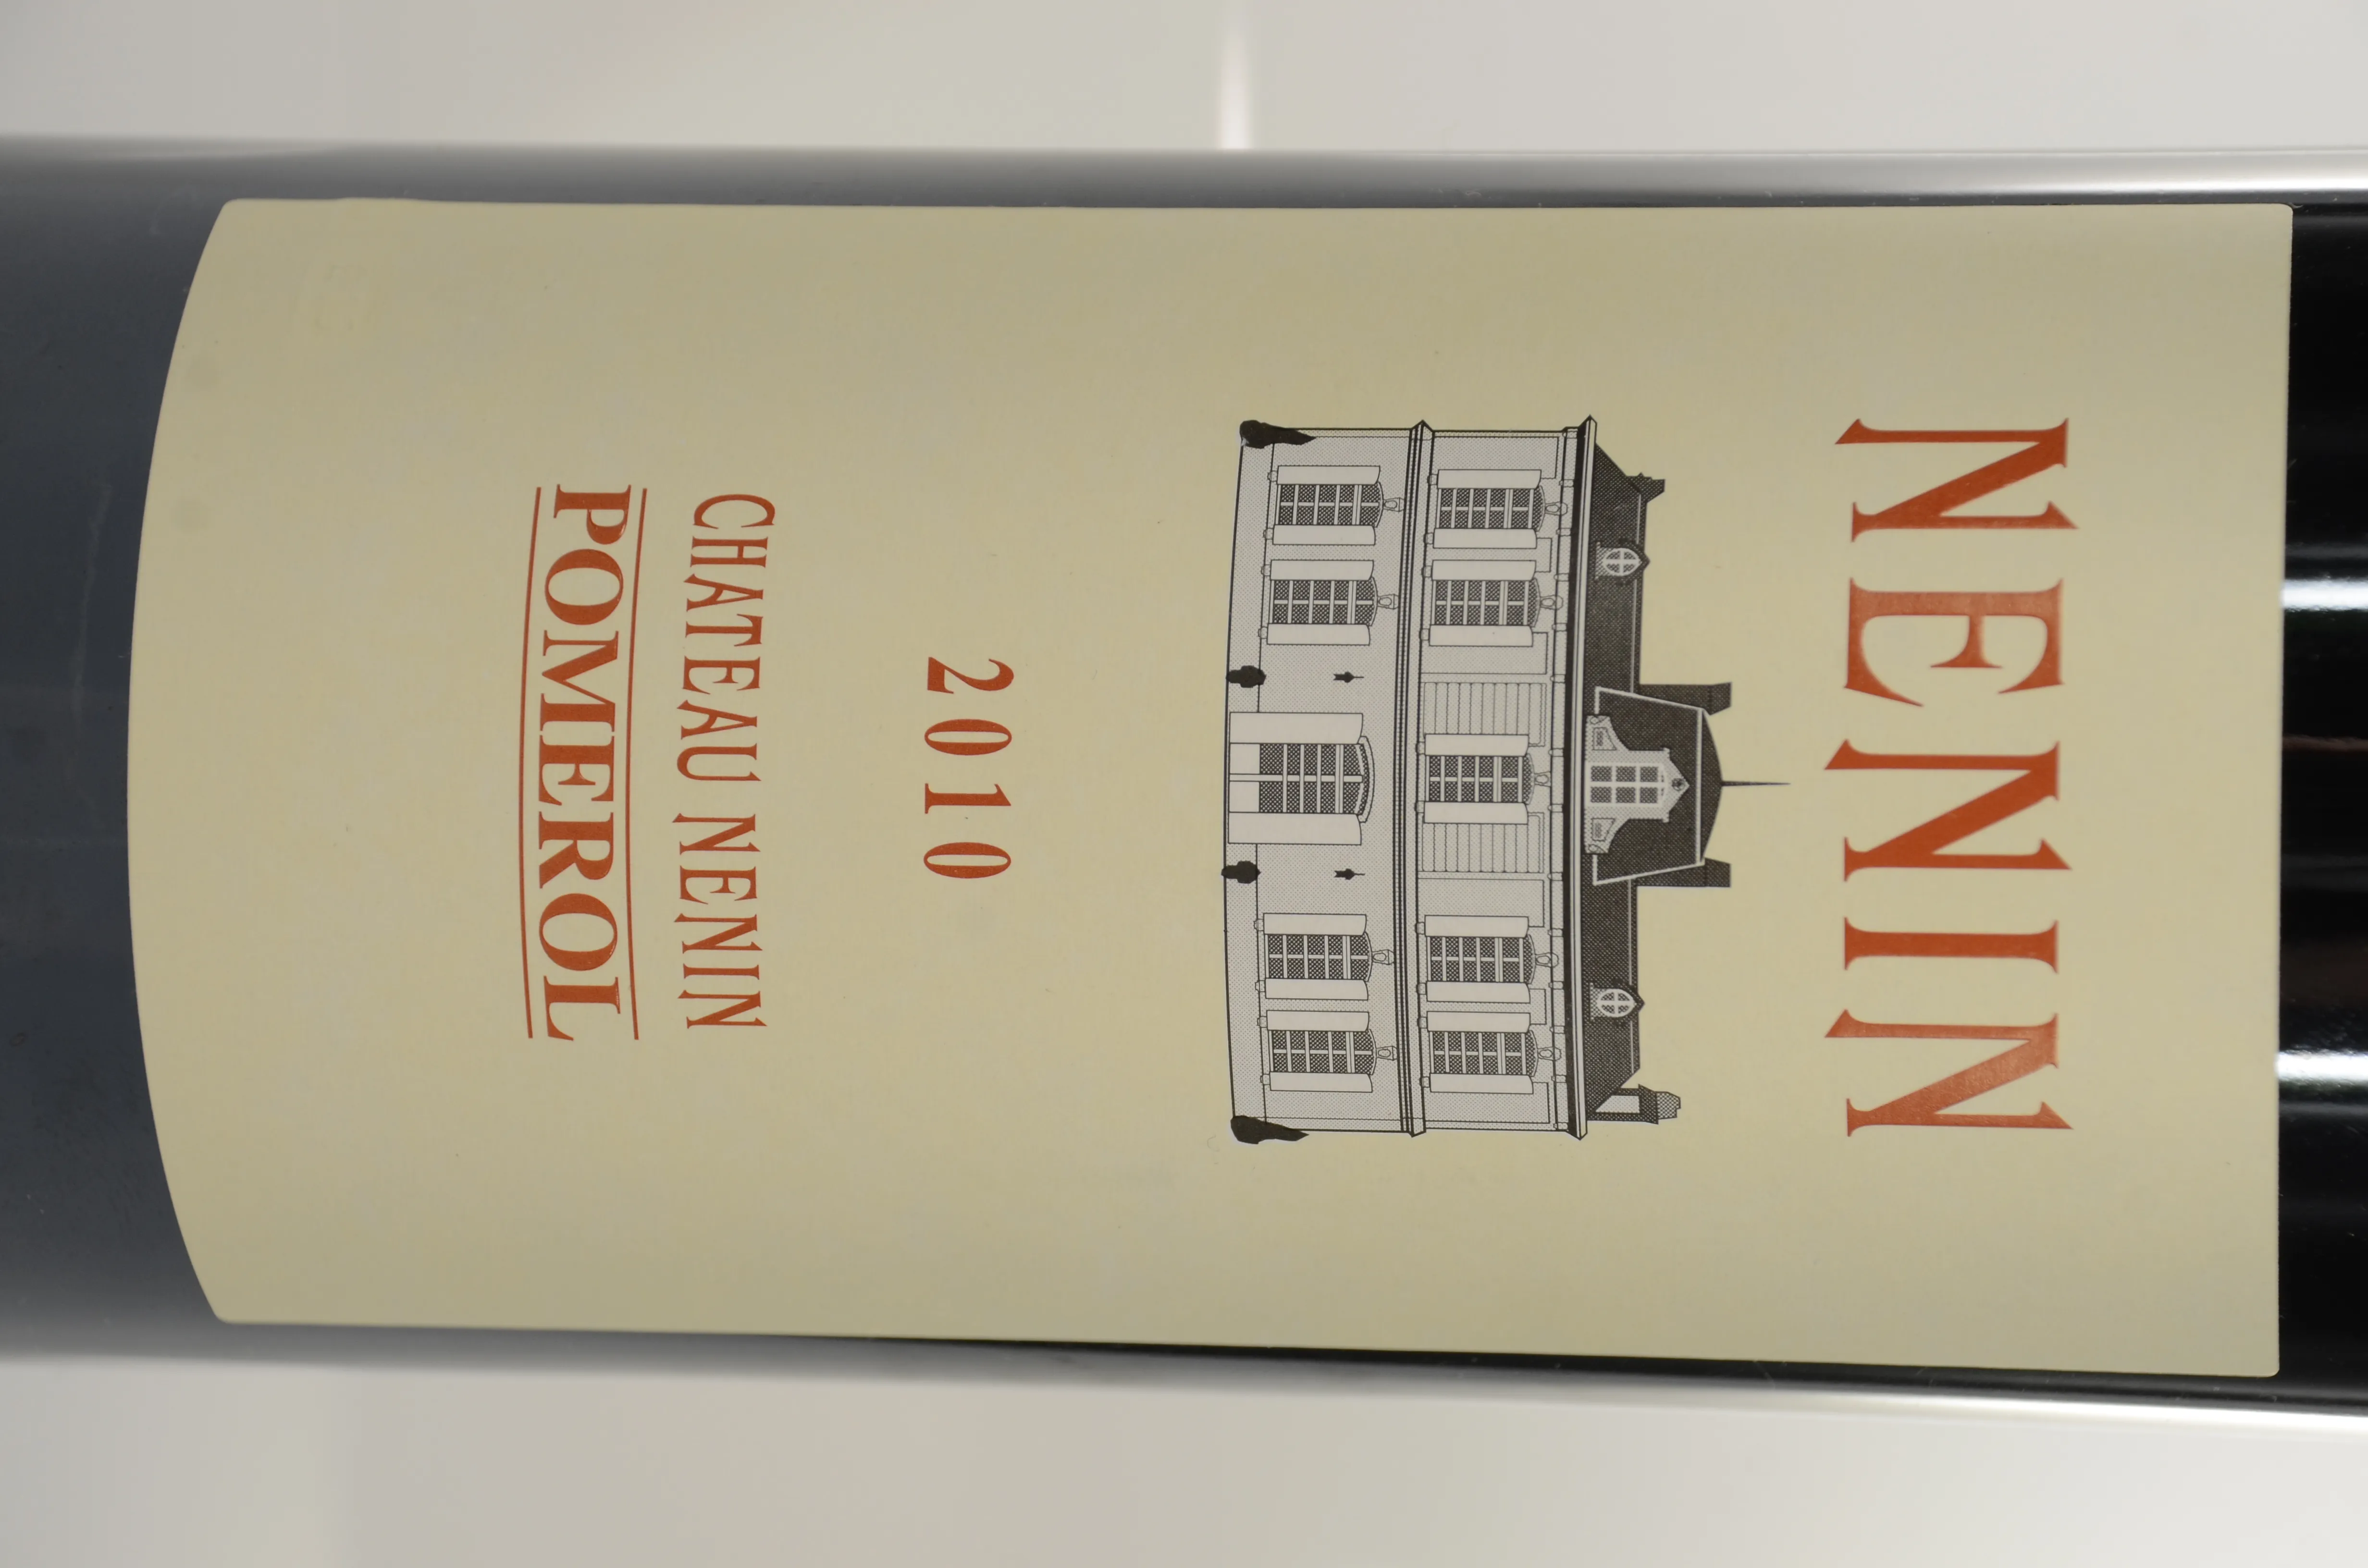 NENIN
2010
CHATEAU NENIN
POMEROL